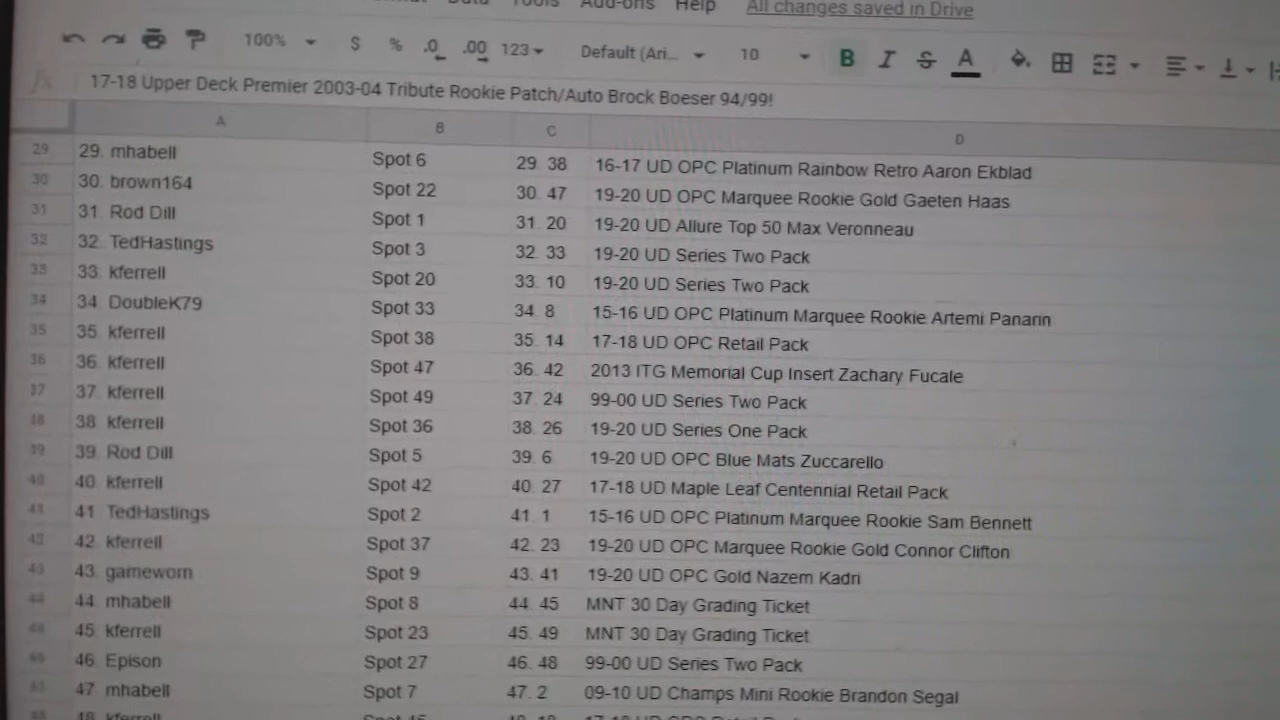 Tools Add-ons Help All changes saved in Drive
100% $ % .0 .00 123 Default (Ari... 10 B I S A
fx 17-18 Upper Deck Premier 2003-04 Tribute Rookie Patch/Auto Brock Boeser 94/99!
A B C D
29 29. mhabell Spot 6 29. 38 16-17 UD OPC Platinum Rainbow Retro Aaron Ekblad
30 30. brown164 Spot 22 30. 47 19-20 UD OPC Marquee Rookie Gold Gaeten Haas
31 31. Rod Dill Spot 1 31. 20 19-20 UD Allure Top 50 Max Veronneau
32 32. TedHastings Spot 3 32. 33 19-20 UD Series Two Pack
33 33. kferrell Spot 20 33. 10 19-20 UD Series Two Pack
34 34. DoubleK79 Spot 33 34. 8 15-16 UD OPC Platinum Marquee Rookie Artemi Panarin
35 35. kferrell Spot 38 35. 14 17-18 UD OPC Retail Pack
36 36. kferrell Spot 47 36. 42 2013 ITG Memorial Cup Insert Zachary Fucale
37 37. kferrell Spot 49 37. 24 99-00 UD Series Two Pack
38 38. kferrell Spot 36 38. 26 19-20 UD Series One Pack
39 39. Rod Dill Spot 5 39. 6 19-20 UD OPC Blue Mats Zuccarello
40 40. kferrell Spot 42 40. 27 17-18 UD Maple Leaf Centennial Retail Pack
41 41. TedHastings Spot 2 41. 1 15-16 UD OPC Platinum Marquee Rookie Sam Bennett
42 42. kferrell Spot 37 42. 23 19-20 UD OPC Marquee Rookie Gold Connor Clifton
43 43. gameworn Spot 9 43. 41 19-20 UD OPC Gold Nazem Kadri
44 44. mhabell Spot 8 44. 45 MNT 30 Day Grading Ticket
45. kferrell Spot 23 45. 49 MNT 30 Day Grading Ticket
46. Epison Spot 27 46. 48 99-00 UD Series Two Pack
47. mhabell Spot 7 47. 2 09-10 UD Champs Mini Rookie Brandon Segal
48. kferrell